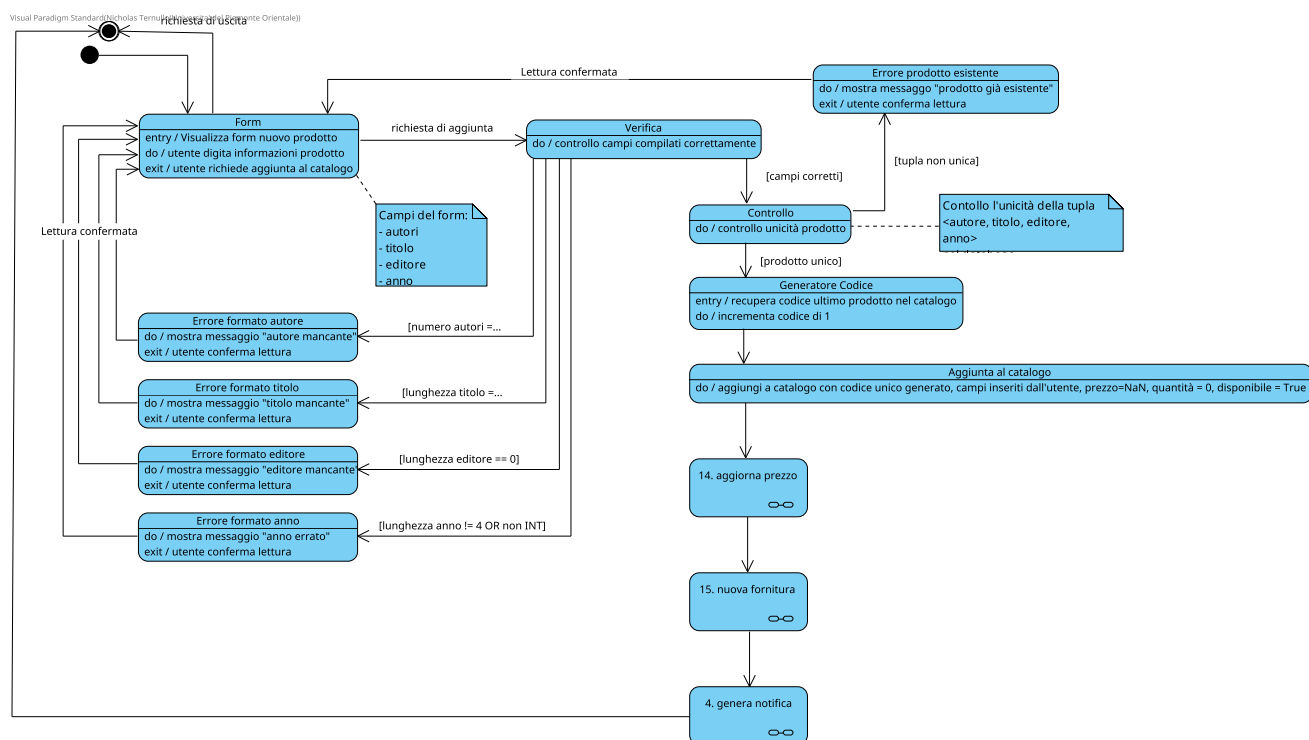 Visual Paradigm Standard(Nicholas Ternullo(Università del Piemonte Orientale))
richiesta di uscita
Lettura confermata
Errore prodotto esistente
do / mostra messaggo "prodotto già esistente"
exit / utente conferma lettura
Form
entry / Visualizza form nuovo prodotto
do / utente digita informazioni prodotto
exit / utente richiede aggiunta al catalogo
richiesta di aggiunta
Verifica
do / controllo campi compilati correttamente
[tupla non unica]
[campi corretti]
Campi del form:
- autori
- titolo
- editore
- anno
Controllo
do / controllo unicità prodotto
Contollo l'unicità della tupla
<autore, titolo, editore,
anno>
Lettura confermata
[prodotto unico]
Generatore Codice
entry / recupera codice ultimo prodotto nel catalogo
do / incrementa codice di 1
Errore formato autore
do / mostra messaggio "autore mancante"
exit / utente conferma lettura
[numero autori =...
Aggiunta al catalogo
do / aggiungi a catalogo con codice unico generato, campi inseriti dall'utente, prezzo=NaN, quantità = 0, disponibile = True
Errore formato titolo
do / mostra messaggio "titolo mancante"
exit / utente conferma lettura
[lunghezza titolo =...
Errore formato editore
do / mostra messaggio "editore mancante"
exit / utente conferma lettura
[lunghezza editore == 0]
14. aggiorna prezzo
Errore formato anno
do / mostra messaggio "anno errato"
exit / utente conferma lettura
[lunghezza anno != 4 OR non INT]
15. nuova fornitura
4. genera notifica